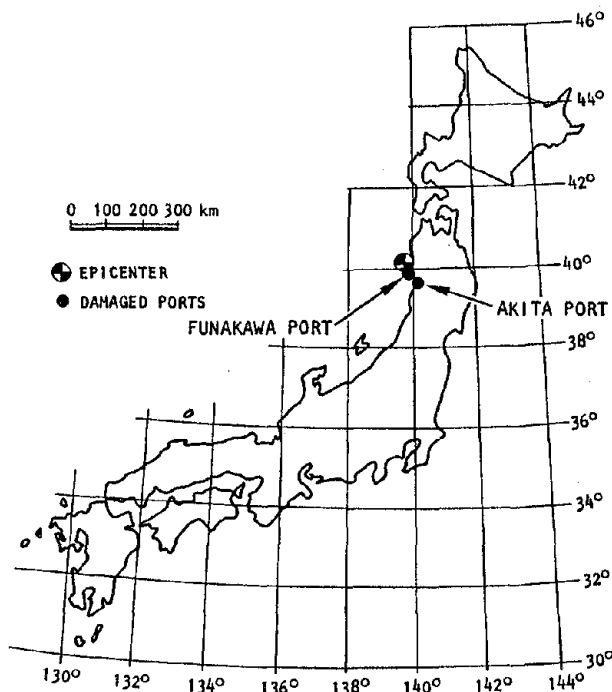 46°
44°
42°
0 100 200 300 km
EPICENTER
40°
DAMAGED PORTS
AKITA PORT
FUNAKAWA PORT
38°
36°
34°
32°
30°
130° 132° 134° 136° 138° 140° 142° 144°